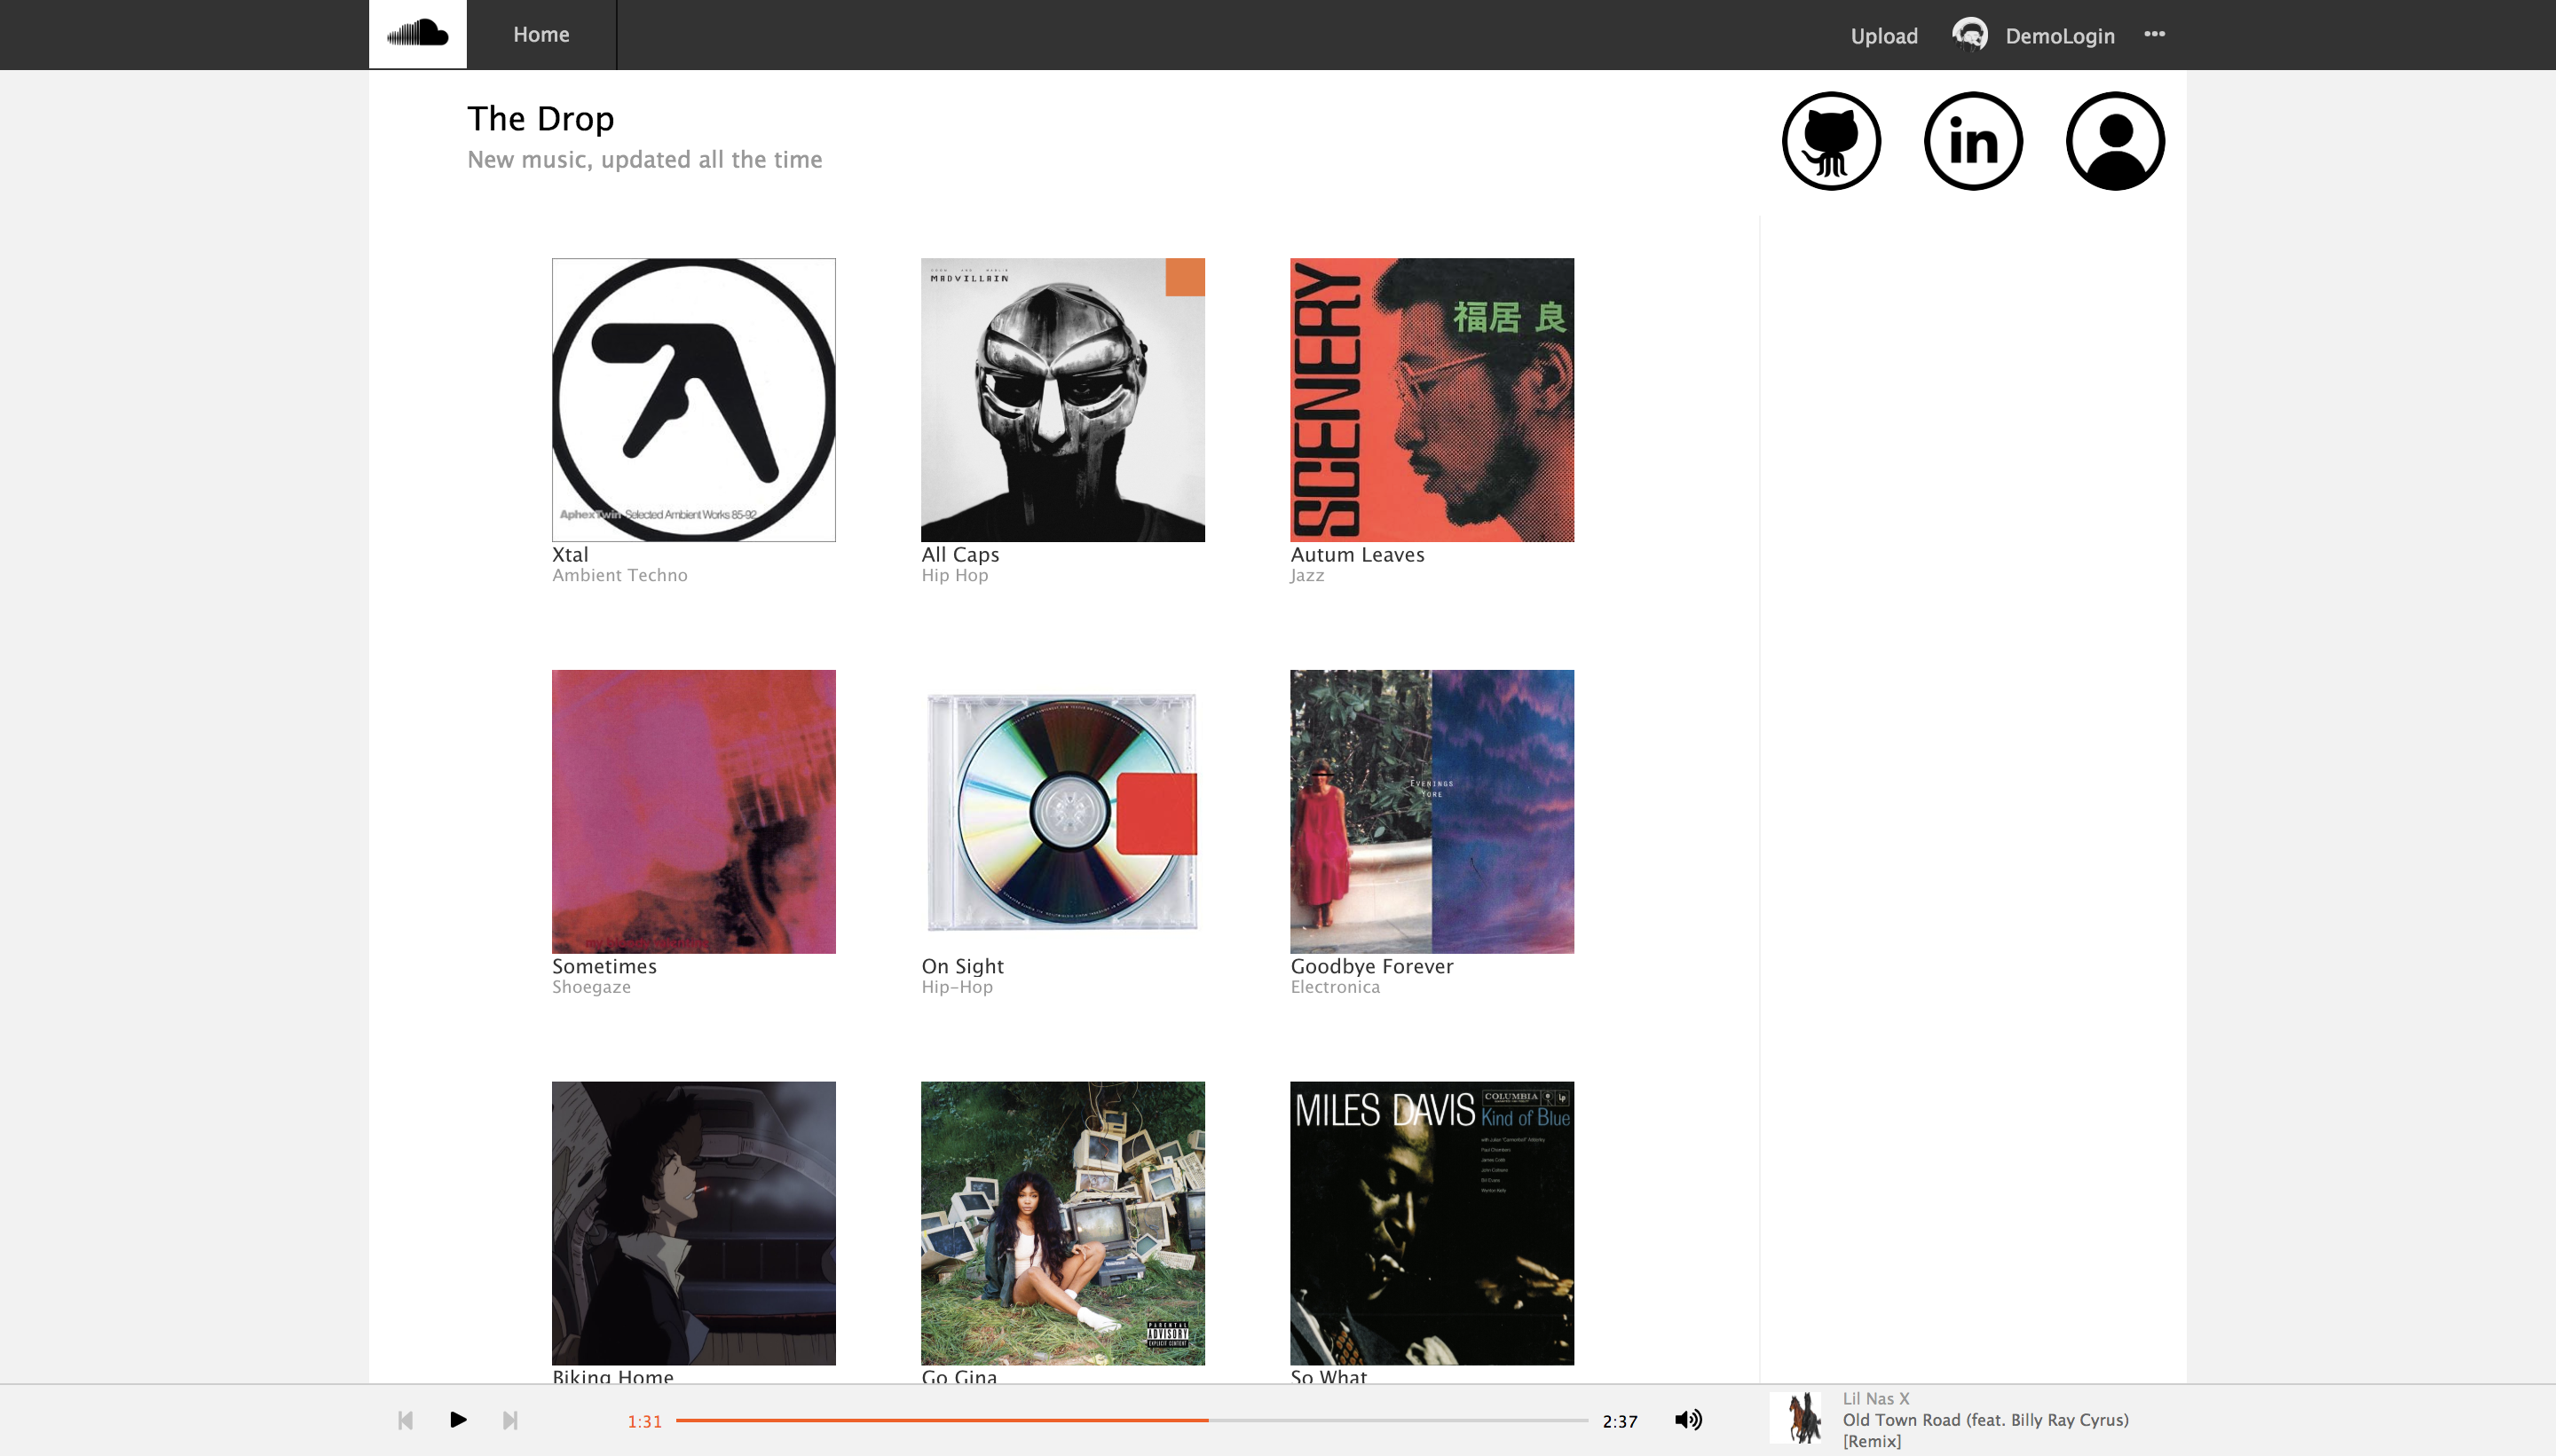 Home
Upload
DemoLogin
The Drop
New music, updated all the time
in
AphexTwin Selected Ambient Works 85-92
MADVILLAIN
SCENERY
福居 良
Xtal
Ambient Techno
All Caps
Hip Hop
Autum Leaves
Jazz
EVENINGS
YORE
Sometimes
Shoegaze
On Sight
Hip-Hop
Goodbye Forever
Electronica
PARENTAL
ADVISORY
EXPLICIT CONTENT
MILES DAVIS
COLUMBIA
Kind of Blue
Biking Home
Go Gina
So What
1:31
2:37
Lil Nas X
Old Town Road (feat. Billy Ray Cyrus)
[Remix]